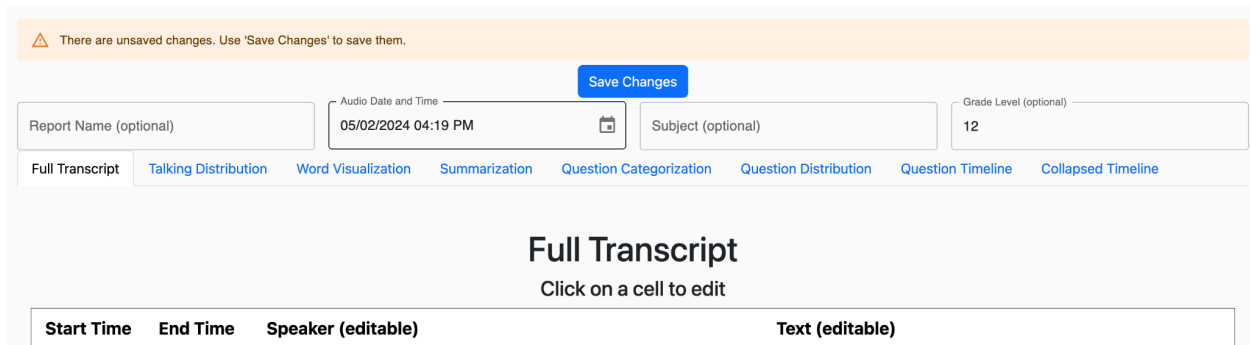 There are unsaved changes. Use 'Save Changes' to save them.
Save Changes
Report Name (optional)
Audio Date and Time
05/02/2024 04:19 PM
Subject (optional)
Grade Level (optional)
12
Full Transcript Talking Distribution Word Visualization Summarization Question Categorization Question Distribution Question Timeline Collapsed Timeline
Full Transcript
Click on a cell to edit
Start Time End Time Speaker (editable) Text (editable)